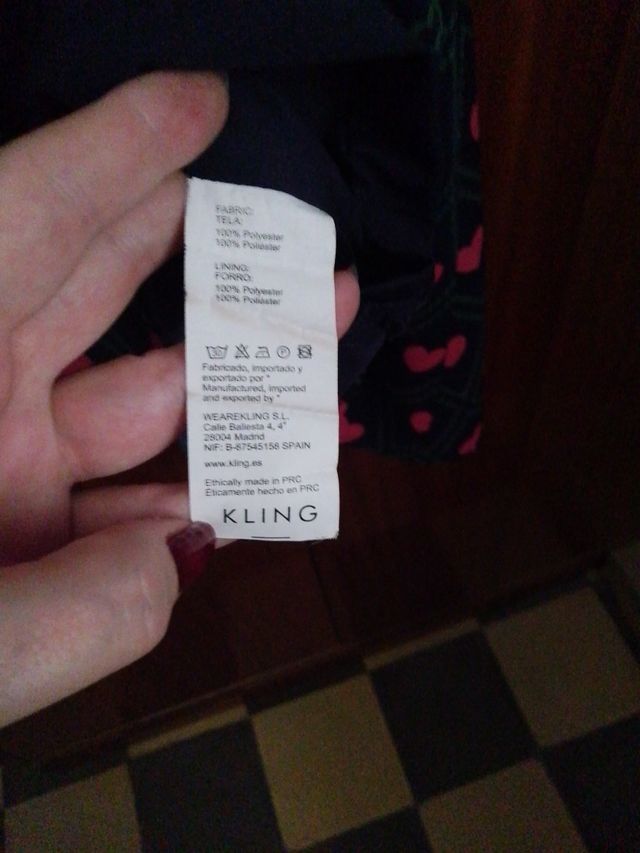 FABRIC:
TELA:
100% Polyester
100% Poliéster
LINING:
FORRO:
100% Polyester
100% Poliéster
30 P
Fabricado, importado y
exportado por *
Manufactured, imported
and exported by *
WEAREKLING S.L.
Calle Ballesta 4, 4°
28004 Madrid
NIF: B-87545158 SPAIN
www.kling.es
Ethically made in PRC
Éticamente hecho en PRC
KLING